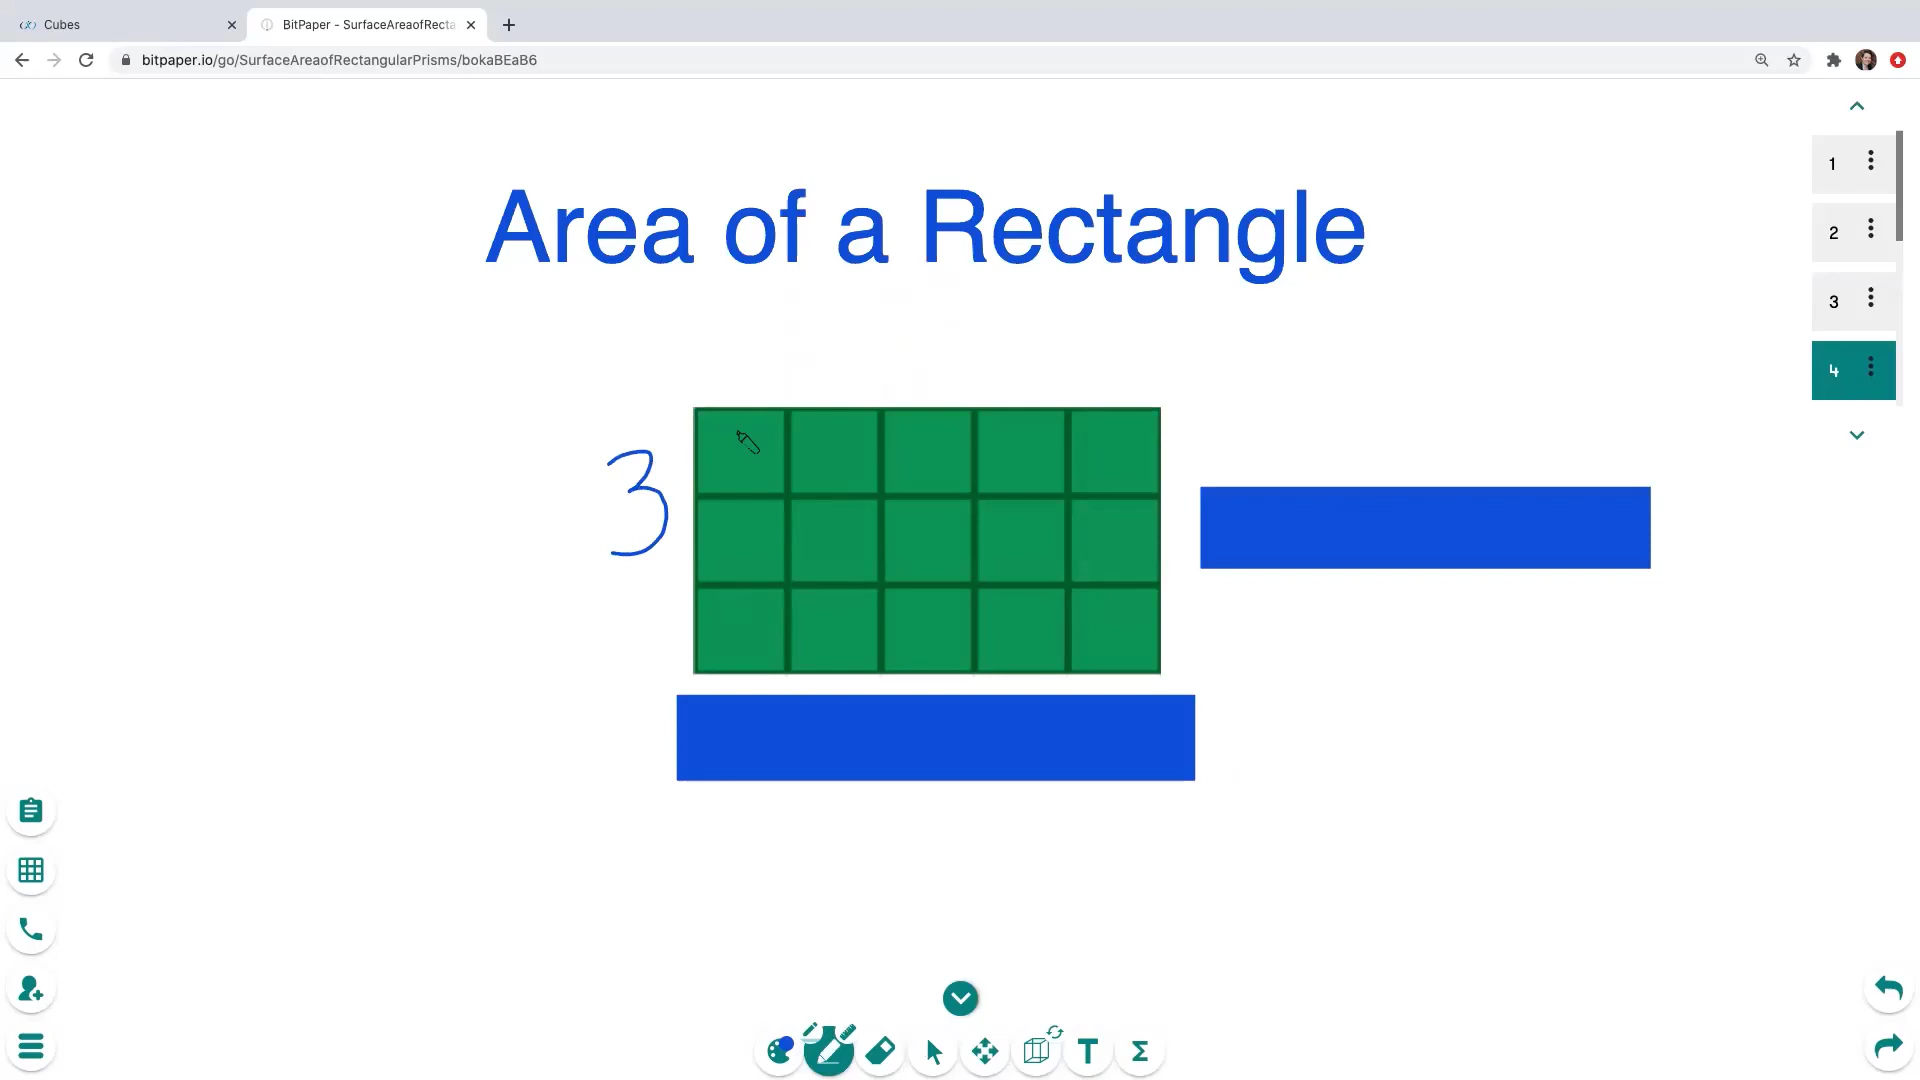 Cubes
BitPaper - SurfaceAreaofRecta
bitpaper.io/go/SurfaceAreaofRectangularPrisms/bokaBEaB6
Area of a Rectangle
1
2
3
4
3
T
Σ